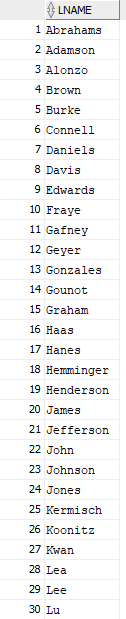 LNAME
1 Abrahams
2 Adamson
3 Alonzo
4 Brown
5 Burke
6 Connell
7 Daniels
8 Davis
9 Edwards
10 Fraye
11 Gafney
12 Geyer
13 Gonzales
14 Gounot
15 Graham
16 Haas
17 Hanes
18 Hemminger
19 Henderson
20 James
21 Jefferson
22 John
23 Johnson
24 Jones
25 Kermisch
26 Koonitz
27 Kwan
28 Lea
29 Lee
30 Lu